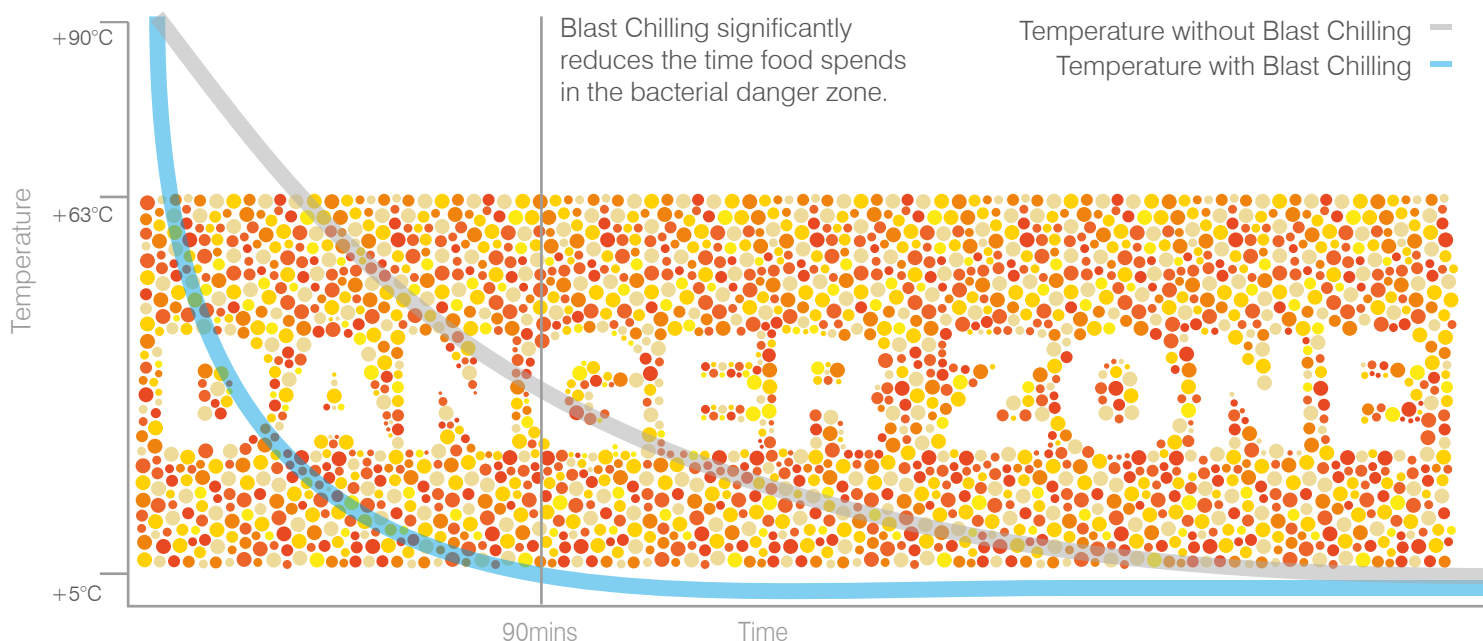 +90°C
Blast Chilling significantly
reduces the time food spends
in the bacterial danger zone.
Temperature without Blast Chilling
Temperature with Blast Chilling
+63°C
Temperature
DANGER ZONE
+5°C
90mins
Time